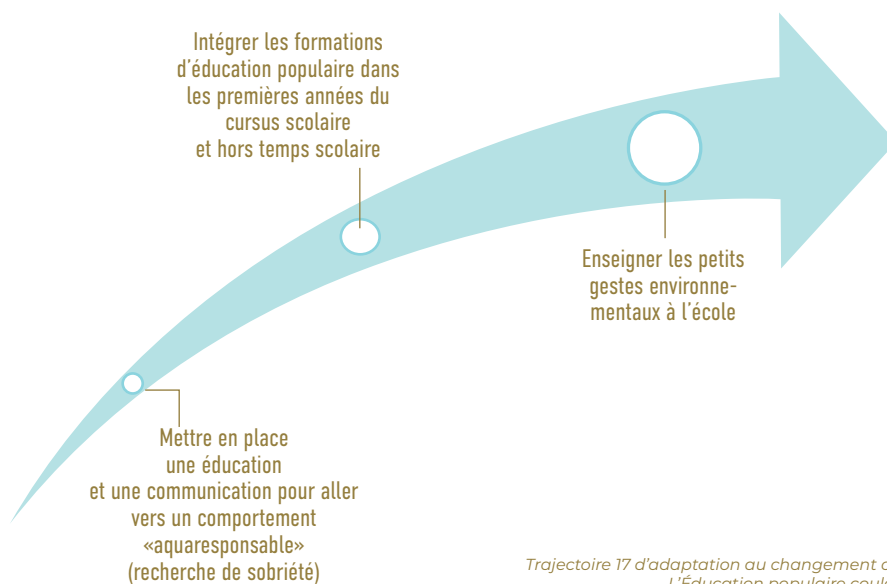 Intégrer les formations
d'éducation populaire dans
les premières années du
cursus scolaire
et hors temps scolaire
Enseigner les petits
gestes environne-
mentaux à l'école
Mettre en place
une éducation
et une communication pour aller
vers un comportement
«aquaresponsable»
(recherche de sobriété)
Trajectoire 17 d'adaptation au changement
L'Éducation populaire